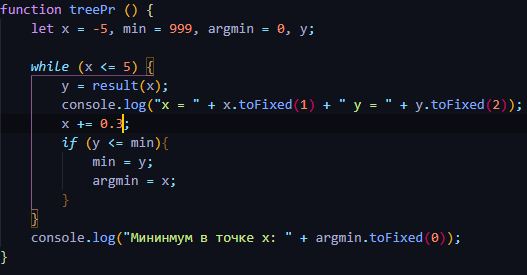 function treePr () {
let x = -5, min = 999, argmin = 0, y;
while (x <= 5) {
y = result(x);
console.log("x = " + x.toFixed(1) + " y = " + y.toFixed(2));
x += 0.3;
if (y <= min){
min = y;
argmin = x;
}
}
console.log("Мининмум в точке x: " + argmin.toFixed(0));
}